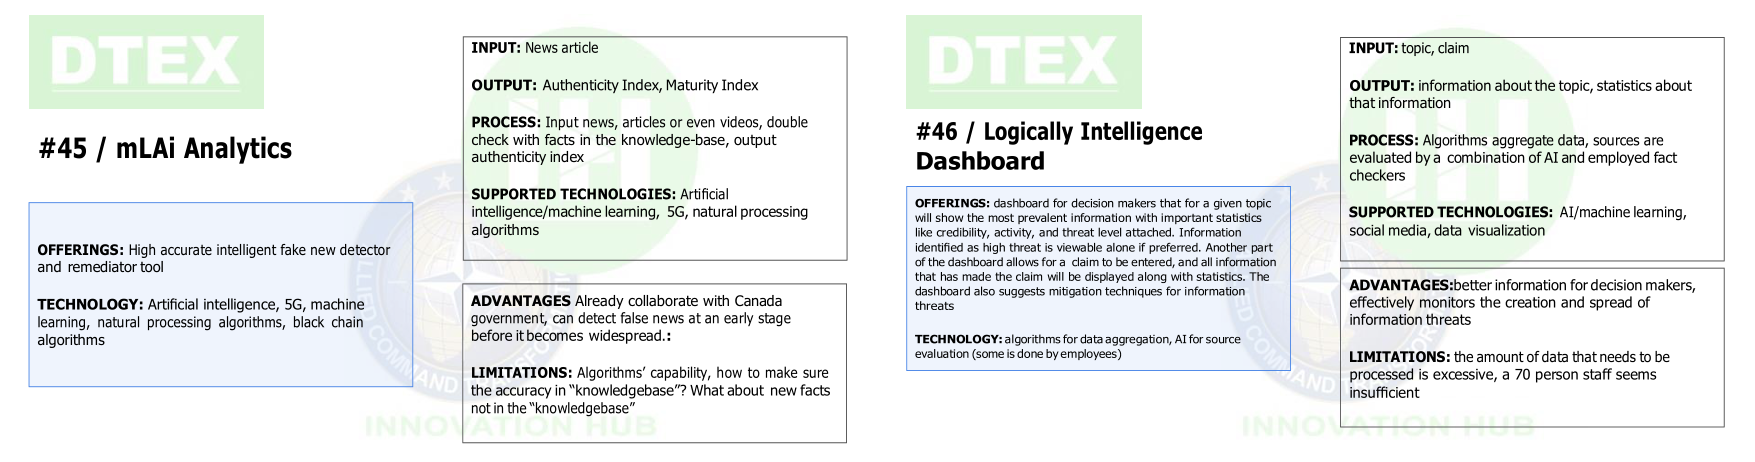 DTEX
#45 / mLAi Analytics
OFFERINGS: High accurate intelligent fake new detector
and remediator tool
TECHNOLOGY: Artificial intelligence, 5G, machine
learning, natural processing algorithms, black chain
algorithms
INPUT: News article
OUTPUT: Authenticity Index, Maturity Index
PROCESS: Input news, articles or even videos, double
check with facts in the knowledge-base, output
authenticity index
SUPPORTED TECHNOLOGIES: Artificial
intelligence/machine learning, 5G, natural processing
algorithms
ADVANTAGES Already collaborate with Canada
government, can detect false news at an early stage
before it becomes widespread.:
LIMITATIONS: Algorithms’ capability, how to make sure
the accuracy in “knowledgebase”? What about new facts
not in the “knowledgebase”
INNOVATION HUB
DTEX
#46 / Logically Intelligence
Dashboard
OFFERINGS: dashboard for decision makers that for a given topic
will show the most prevalent information with important statistics
like credibility, activity, and threat level attached. Information
identified as high threat is viewable alone if preferred. Another part
of the dashboard allows for a claim to be entered, and all information
that has made the claim will be displayed along with statistics. The
dashboard also suggests mitigation techniques for information
threats
TECHNOLOGY: algorithms for data aggregation, AI for source
evaluation (some is done by employees)
INPUT: topic, claim
OUTPUT: information about the topic, statistics about
that information
PROCESS: Algorithms aggregate data, sources are
evaluated by a combination of AI and employed fact
checkers
SUPPORTED TECHNOLOGIES: AI/machine learning,
social media, data visualization
ADVANTAGES:better information for decision makers,
effectively monitors the creation and spread of
information threats
LIMITATIONS: the amount of data that needs to be
processed is excessive, a 70 person staff seems
insufficient
INNOVATION HUB